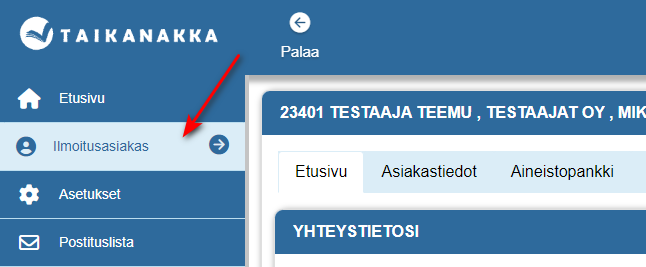 TAIKANAKKA
Palaa
Etusivu
Ilmoitusasiakas
Asetukset
Postituslista
23401 TESTAAJA TEEMU , TESTAAJAT OY , MIK
Etusivu Asiakastiedot Aineistopankki
YHTEYSTIETOSI